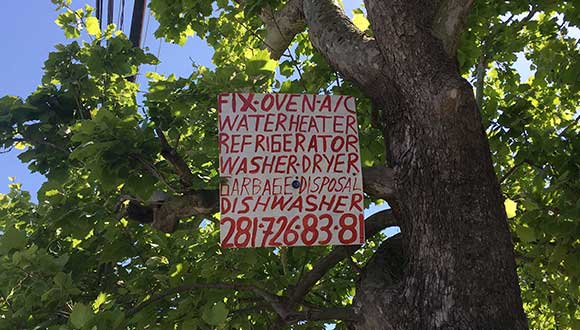 FIX-OVEN-A/C
WATERHEATER
REFRIGERATOR
WASHER-DRYER
GARBAGE-DISPOSAL
DISHWASHER
281-726-83-81